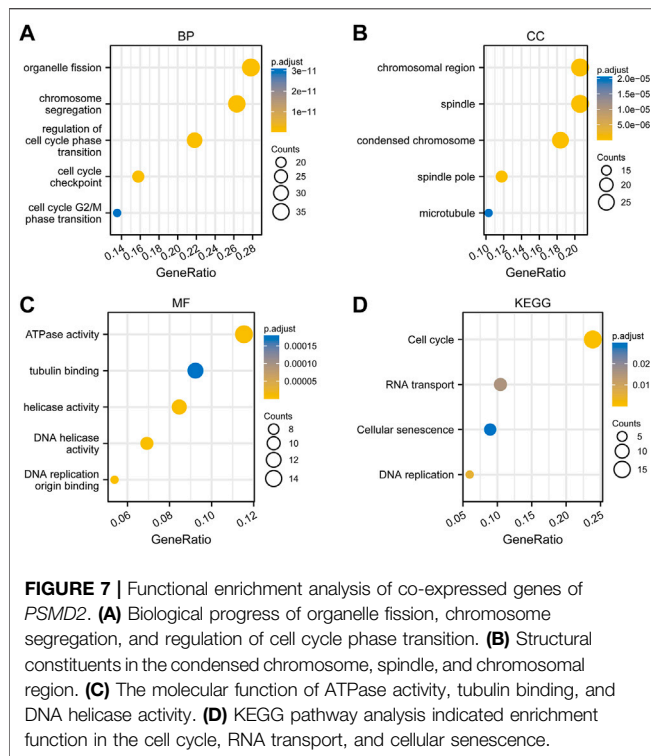 A
BP
organelle fission
chromosome
segregation
regulation of
cell cycle phase
transition
cell cycle
checkpoint
cell cycle G2/M
phase transition
0.14
0.16
0.18
0.20
0.22
0.24
0.26
0.28
GeneRatio
p.adjust
3e−11
2e−11
1e−11
Counts
20
25
30
35
B
CC
chromosomal region
spindle
condensed chromosome
spindle pole
microtubule
0.10
0.12
0.14
0.16
0.18
0.20
GeneRatio
p.adjust
2.0e−05
1.5e−05
1.0e−05
5.0e−06
Counts
15
20
25
C
MF
ATPase activity
tubulin binding
helicase activity
DNA helicase
activity
DNA replication
origin binding
0.06
0.08
0.10
0.12
GeneRatio
p.adjust
0.00015
0.00010
0.00005
Counts
8
10
12
14
D
KEGG
Cell cycle
RNA transport
Cellular senescence
DNA replication
0.05
0.10
0.15
0.20
0.25
GeneRatio
p.adjust
0.02
0.01
Counts
5
10
15
FIGURE 7 | Functional enrichment analysis of co-expressed genes of
PSMD2. (A) Biological progress of organelle fission, chromosome
segregation, and regulation of cell cycle phase transition. (B) Structural
constituents in the condensed chromosome, spindle, and chromosomal
region. (C) The molecular function of ATPase activity, tubulin binding, and
DNA helicase activity. (D) KEGG pathway analysis indicated enrichment
function in the cell cycle, RNA transport, and cellular senescence.